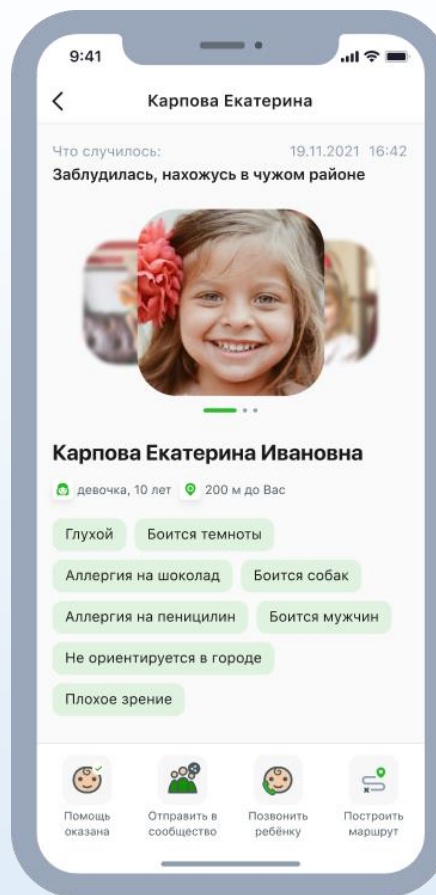 9:41
Карпова Екатерина
Что случилось: 19.11.2021 16:42
Заблудилась, нахожусь в чужом районе
Карпова Екатерина Ивановна
девочка, 10 лет 200 м до Вас
Глухой Боится темноты
Аллергия на шоколад Боится собак
Аллергия на пеницилин Боится мужчин
Не ориентируется в городе
Плохое зрение
Помощь оказана
Отправить в сообщество
Позвонить ребёнку
Построить маршрут